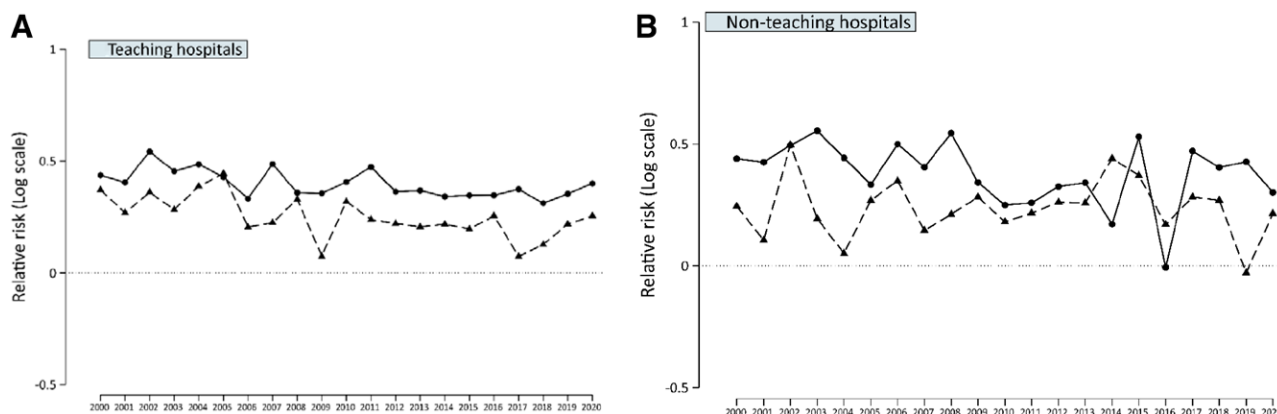 A
Teaching hospitals
Relative risk (Log scale)
1
0.5
0
-0.5
2000 2001 2002 2003 2004 2005 2006 2007 2008 2009 2010 2011 2012 2013 2014 2015 2016 2017 2018 2019 2020
B
Non-teaching hospitals
Relative risk (Log scale)
1
0.5
0
-0.5
2000 2001 2002 2003 2004 2005 2006 2007 2008 2009 2010 2011 2012 2013 2014 2015 2016 2017 2018 2019